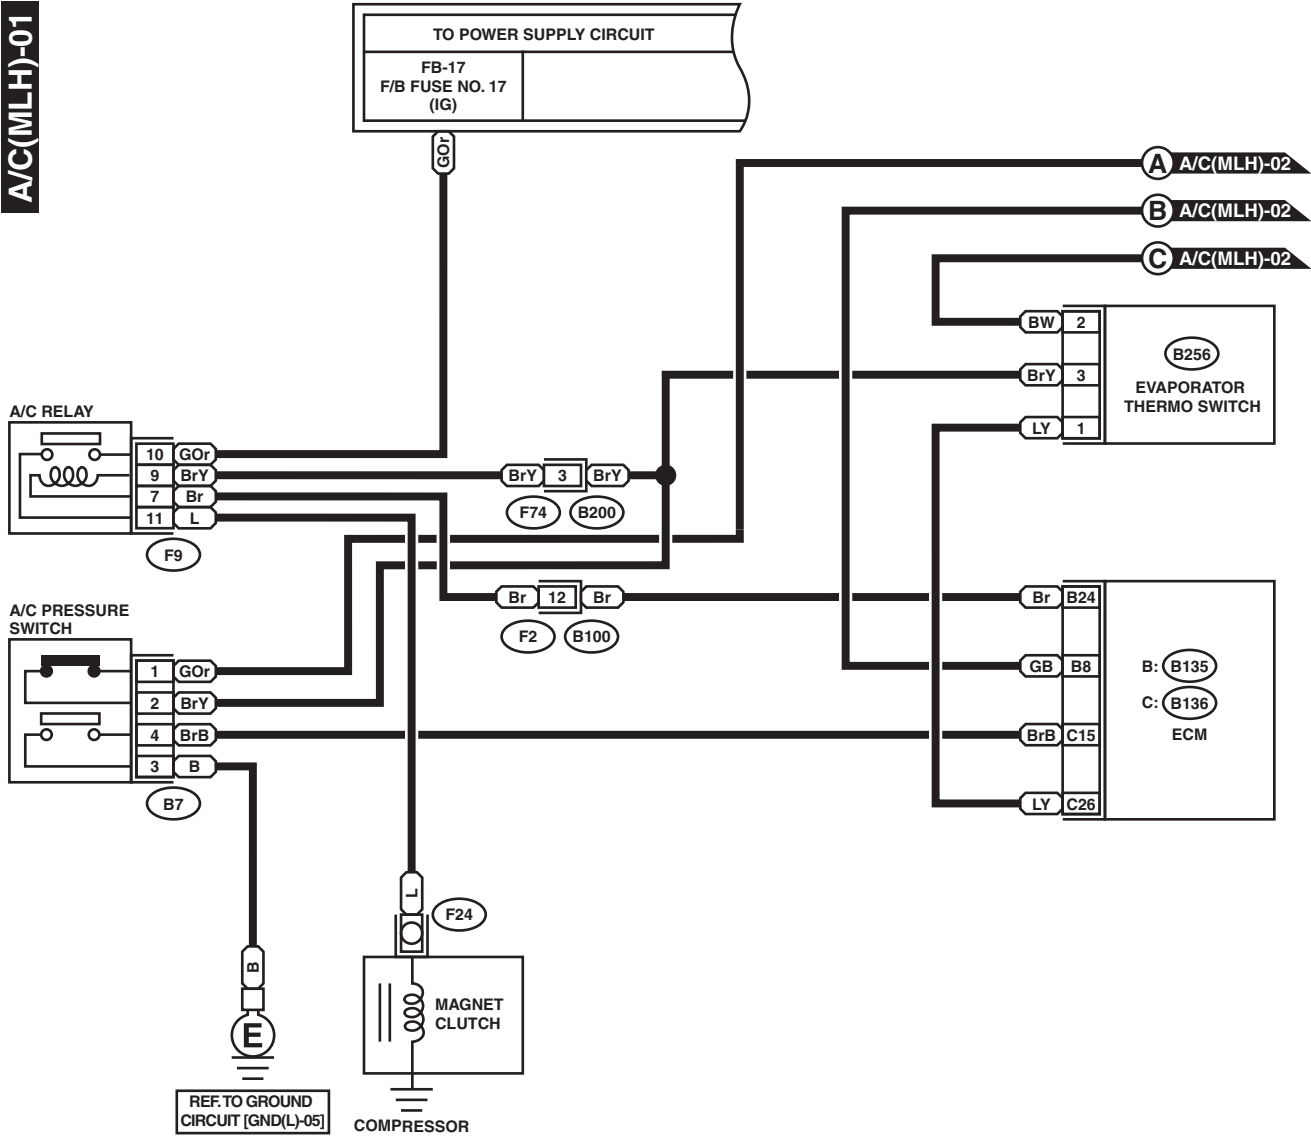 A/C(MLH)-01
TO POWER SUPPLY CIRCUIT
FB-17
F/B FUSE NO. 17
(IG)
GOr
A A/C(MLH)-02
B A/C(MLH)-02
C A/C(MLH)-02
BW 2
BrY 3
LY 1
B256
EVAPORATOR
THERMO SWITCH
A/C RELAY
10 GOr
9 BrY
7 Br
11 L
F9
BrY 3 BrY
F74 B200
Br 12 Br
F2 B100
A/C PRESSURE
SWITCH
1 GOr
2 BrY
4 BrB
3 B
B7
Br B24
GB B8
BrB C15
LY C26
B: B135
C: B136
ECM
L
F24
MAGNET
CLUTCH
COMPRESSOR
B
E
REF. TO GROUND
CIRCUIT [GND(L)-05]